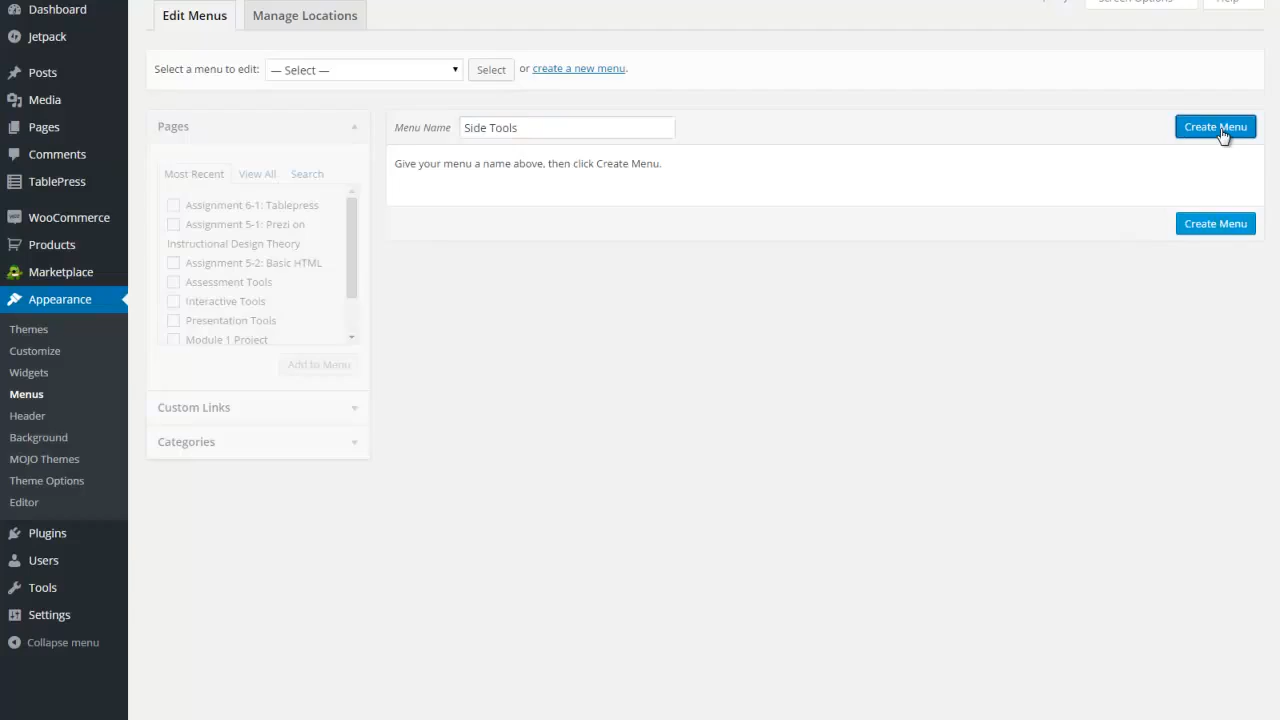 Dashboard
Jetpack
Posts
Media
Pages
Comments
TablePress
WooCommerce
Products
Marketplace
Appearance
Themes
Customize
Widgets
Menus
Header
Background
MOJO Themes
Theme Options
Editor
Plugins
Users
Tools
Settings
Collapse menu
Edit Menus
Manage Locations
Screen Options
Help
Select a menu to edit: — Select — Select or create a new menu.
Pages
Most Recent View All Search
Assignment 6-1: Tablepress
Assignment 5-1: Prezi on
Instructional Design Theory
Assignment 5-2: Basic HTML
Assessment Tools
Interactive Tools
Presentation Tools
Module 1 Project
Add to Menu
Custom Links
Categories
Menu Name Side Tools Create Menu
Give your menu a name above, then click Create Menu.
Create Menu